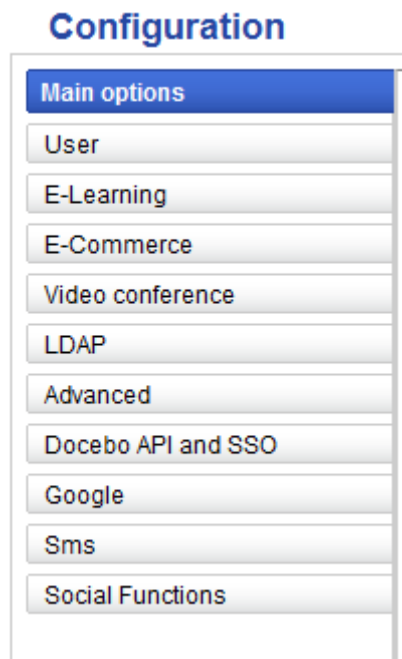 Configuration
Main options
User
E-Learning
E-Commerce
Video conference
LDAP
Advanced
Docebo API and SSO
Google
Sms
Social Functions